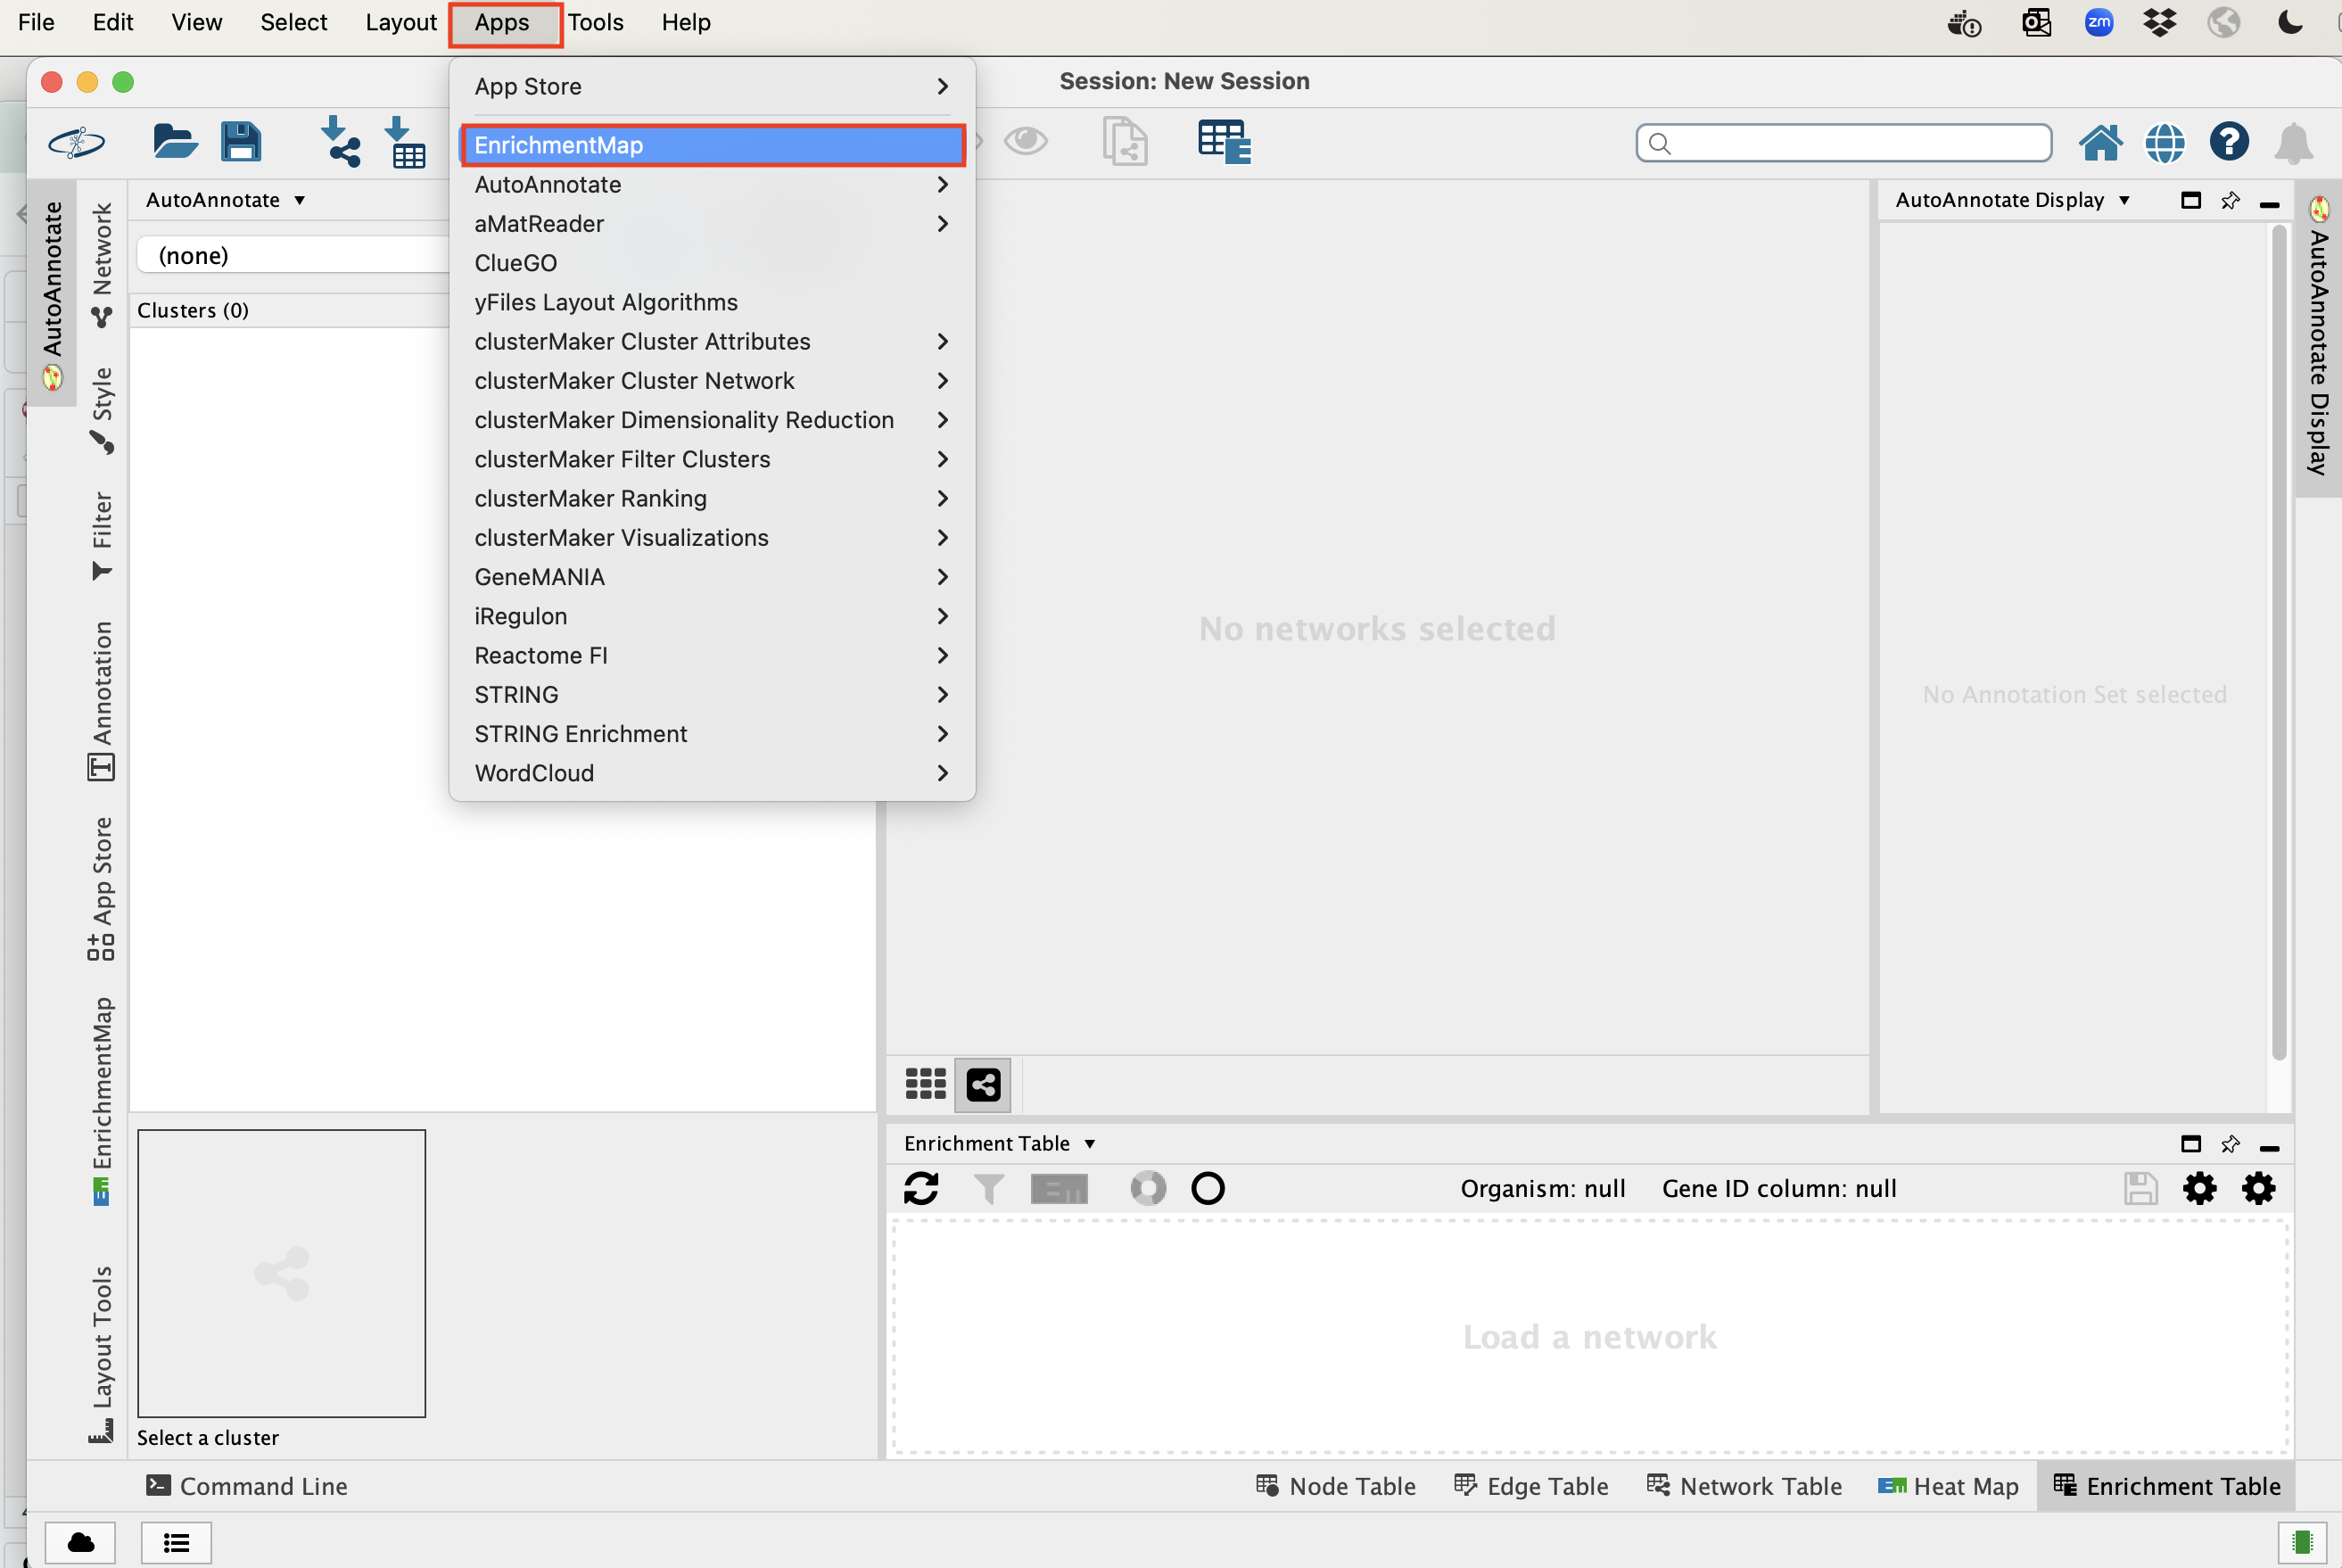 File Edit View Select Layout Apps Tools Help
zm
Session: New Session
App Store
EnrichmentMap
AutoAnnotate
aMatReader
ClueGO
yFiles Layout Algorithms
clusterMaker Cluster Attributes
clusterMaker Cluster Network
clusterMaker Dimensionality Reduction
clusterMaker Filter Clusters
clusterMaker Ranking
clusterMaker Visualizations
GeneMANIA
iRegulon
Reactome FI
STRING
STRING Enrichment
WordCloud
AutoAnnotate
Network
Style
Filter
Annotation
App Store
EnrichmentMap
Layout Tools
AutoAnnotate
(none)
Clusters (0)
Select a cluster
No networks selected
AutoAnnotate Display
No Annotation Set selected
AutoAnnotate Display
Enrichment Table
Em
Organism: null Gene ID column: null
Load a network
Command Line
Node Table Edge Table Network Table Heat Map Enrichment Table